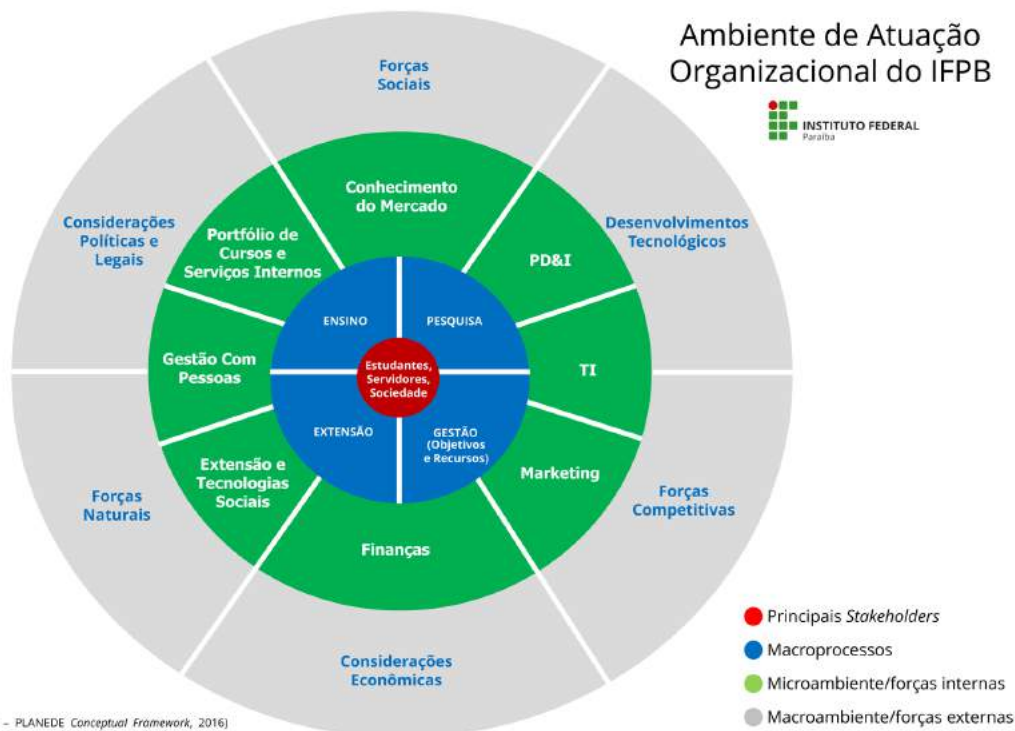 Ambiente de Atuação
Organizacional do IFPB
INSTITUTO FEDERAL
Paraíba
Forças
Sociais
Considerações
Políticas e
Legais
Desenvolvimentos
Tecnológicos
Forças
Naturais
Forças
Competitivas
Considerações
Econômicas
Conhecimento
do Mercado
Portfólio de
Cursos e
Serviços Internos
PD&I
Gestão Com
Pessoas
TI
Extensão e
Tecnologias
Sociais
Marketing
Finanças
ENSINO
PESQUISA
Estudantes,
Servidores,
Sociedade
EXTENSÃO
GESTÃO
(Objetivos
e Recursos)
Principais Stakeholders
Macroprocessos
Microambiente/forças internas
Macroambiente/forças externas
– PLANEDE Conceptual Framework, 2016)